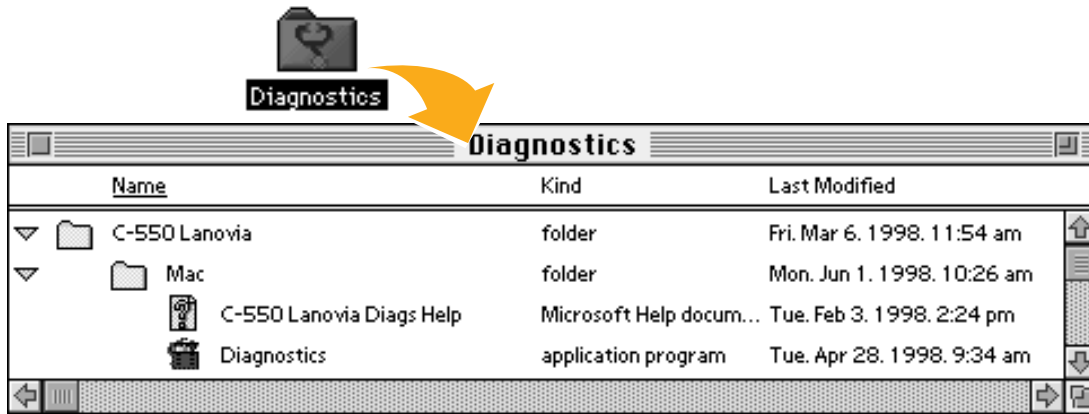 Diagnostics
Diagnostics
Name Kind Last Modified
C-550 Lanovia folder Fri. Mar 6. 1998. 11:54 am
Mac folder Mon. Jun 1. 1998. 10:26 am
C-550 Lanovia Diags Help Microsoft Help docum... Tue. Feb 3. 1998. 2:24 pm
Diagnostics application program Tue. Apr 28. 1998. 9:34 am